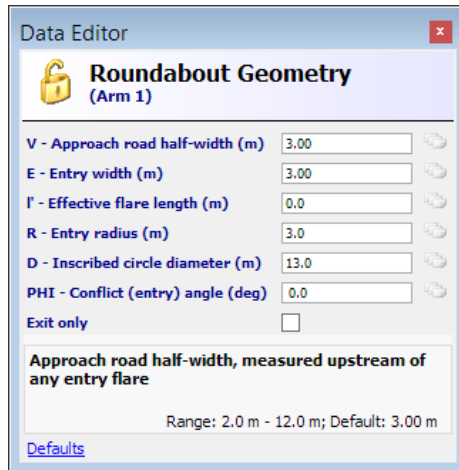 Data Editor
x
Roundabout Geometry
(Arm 1)
V - Approach road half-width (m) 3.00
E - Entry width (m) 3.00
l' - Effective flare length (m) 0.0
R - Entry radius (m) 3.0
D - Inscribed circle diameter (m) 13.0
PHI - Conflict (entry) angle (deg) 0.0
Exit only
Approach road half-width, measured upstream of
any entry flare
Range: 2.0 m - 12.0 m; Default: 3.00 m
Defaults